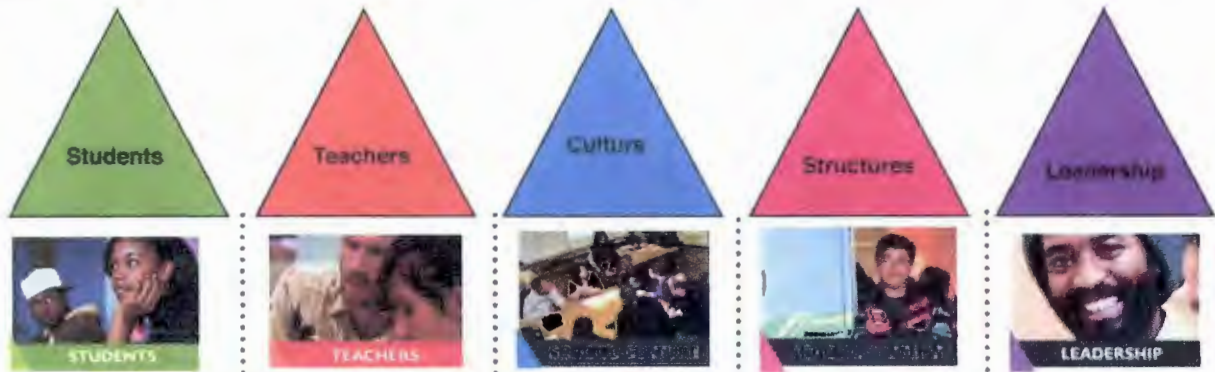 Students
Teachers
Culture
Structures
Leadership
STUDENTS
TEACHERS
LEADERSHIP